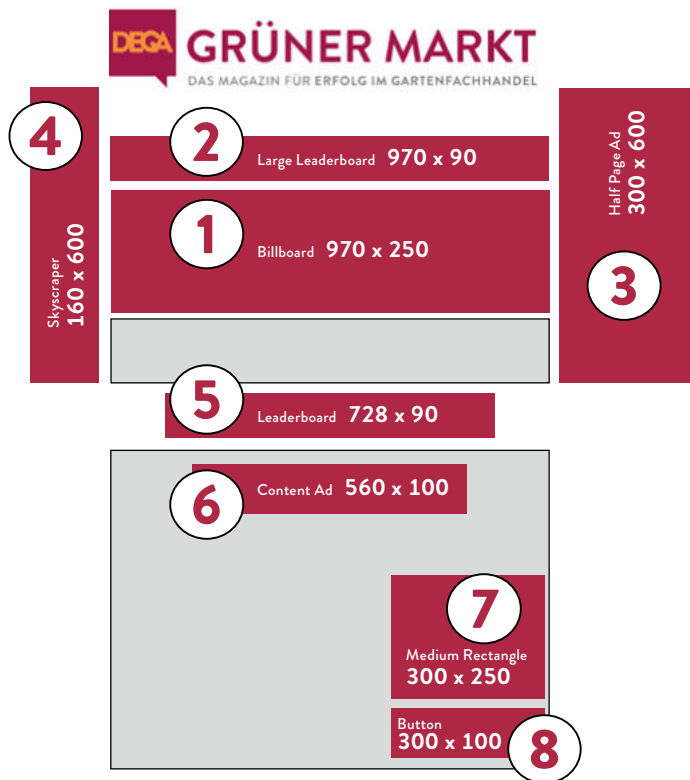 DEGA GRÜNER MARKT
DAS MAGAZIN FÜR ERFOLG IM GARTENFACHHANDEL
4
Skyscraper
160 x 600
2 Large Leaderboard 970 x 90
1 Billboard 970 x 250
Half Page Ad
300 x 600
3
5 Leaderboard 728 x 90
6 Content Ad 560 x 100
7
Medium Rectangle
300 x 250
Button
300 x 100
8